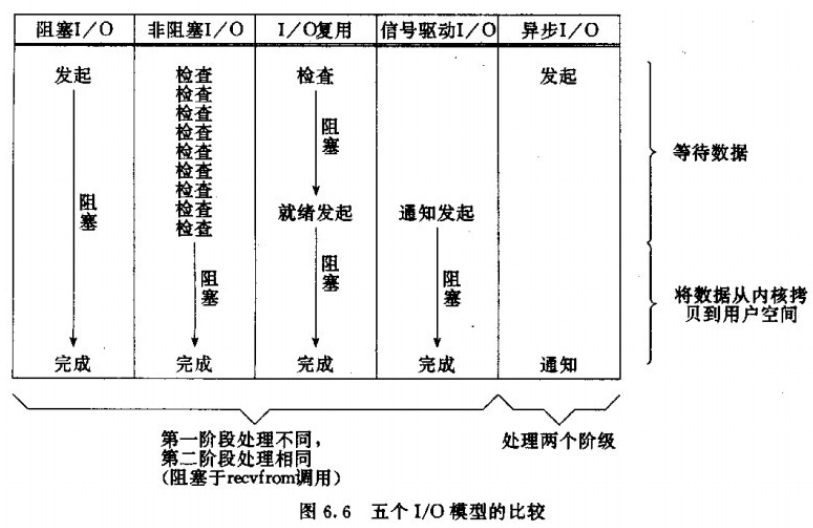 阻塞I/O 非阻塞I/O I/O复用 信号驱动I/O 异步I/O
发起 检查 检查 发起
检查
检查
检查
检查
检查
检查
检查
检查
阻塞
阻塞
就绪发起 通知发起
阻塞
阻塞
阻塞
完成 完成 完成 完成 通知
等待数据
将数据从内核拷
贝到用户空间
第一阶段处理不同,
第二阶段处理相同
(阻塞于recvfrom调用)
处理两个阶级
图 6.6 五个 I/O 模型的比较